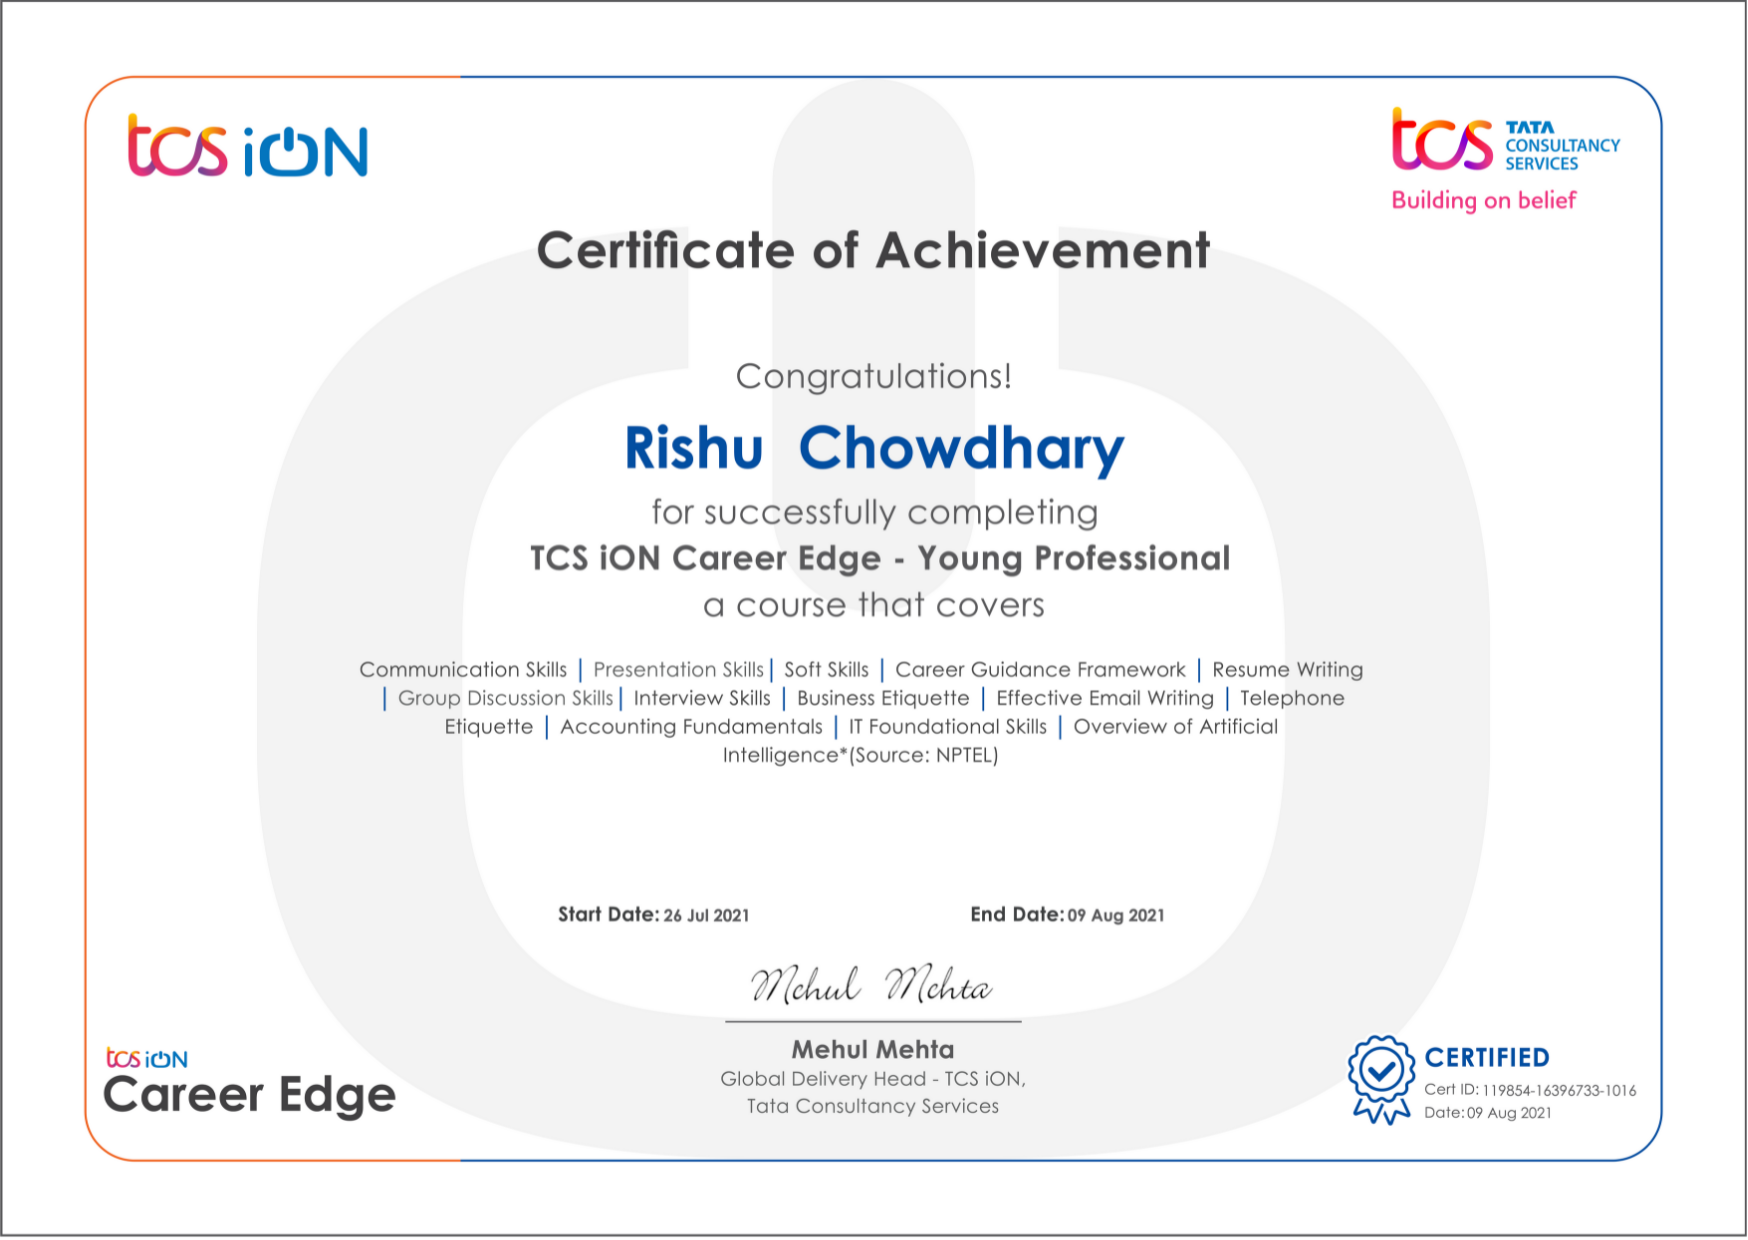 tcs iON
tcs TATA
CONSULTANCY
SERVICES
Building on belief
Certificate of Achievement
Congratulations!
Rishu Chowdhary
for successfully completing
TCS iON Career Edge - Young Professional
a course that covers
Communication Skills | Presentation Skills | Soft Skills | Career Guidance Framework | Resume Writing
| Group Discussion Skills | Interview Skills | Business Etiquette | Effective Email Writing | Telephone
Etiquette | Accounting Fundamentals | IT Foundational Skills | Overview of Artificial
Intelligence*(Source: NPTEL)
Start Date: 26 Jul 2021 End Date: 09 Aug 2021
Mehul Mehta
Mehul Mehta
Global Delivery Head - TCS iON,
Tata Consultancy Services
tcs iON
Career Edge
CERTIFIED
Cert ID: 119854-16396733-1016
Date: 09 Aug 2021